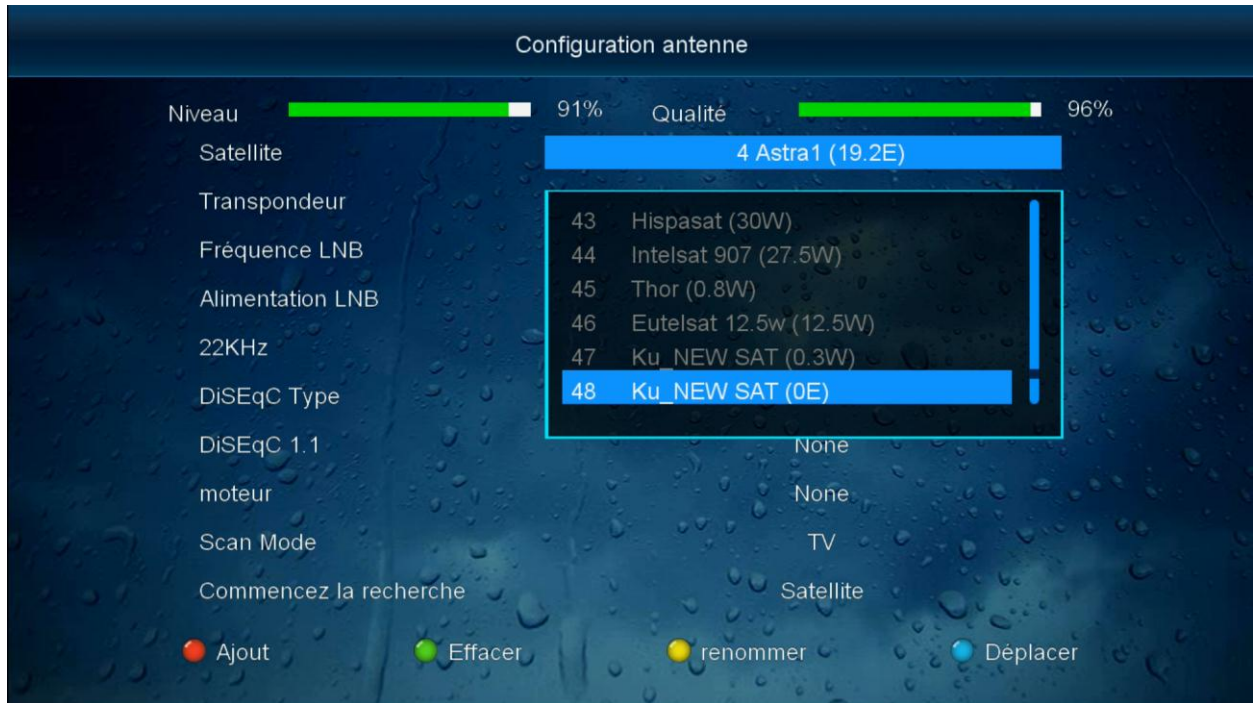 Configuration antenne
Niveau 91% Qualité 96%
Satellite 4 Astra1 (19.2E)
Transpondeur
43 Hispasat (30W)
Fréquence LNB
44 Intelsat 907 (27.5W)
Alimentation LNB
45 Thor (0.8W)
46 Eutelsat 12.5w (12.5W)
22KHz
47 Ku_NEW SAT (0.3W)
DiSEqC Type
48 Ku_NEW SAT (0E)
DiSEqC 1.1 None
moteur None
Scan Mode TV
Commencez la recherche Satellite
Ajout Effacer renommer Déplacer